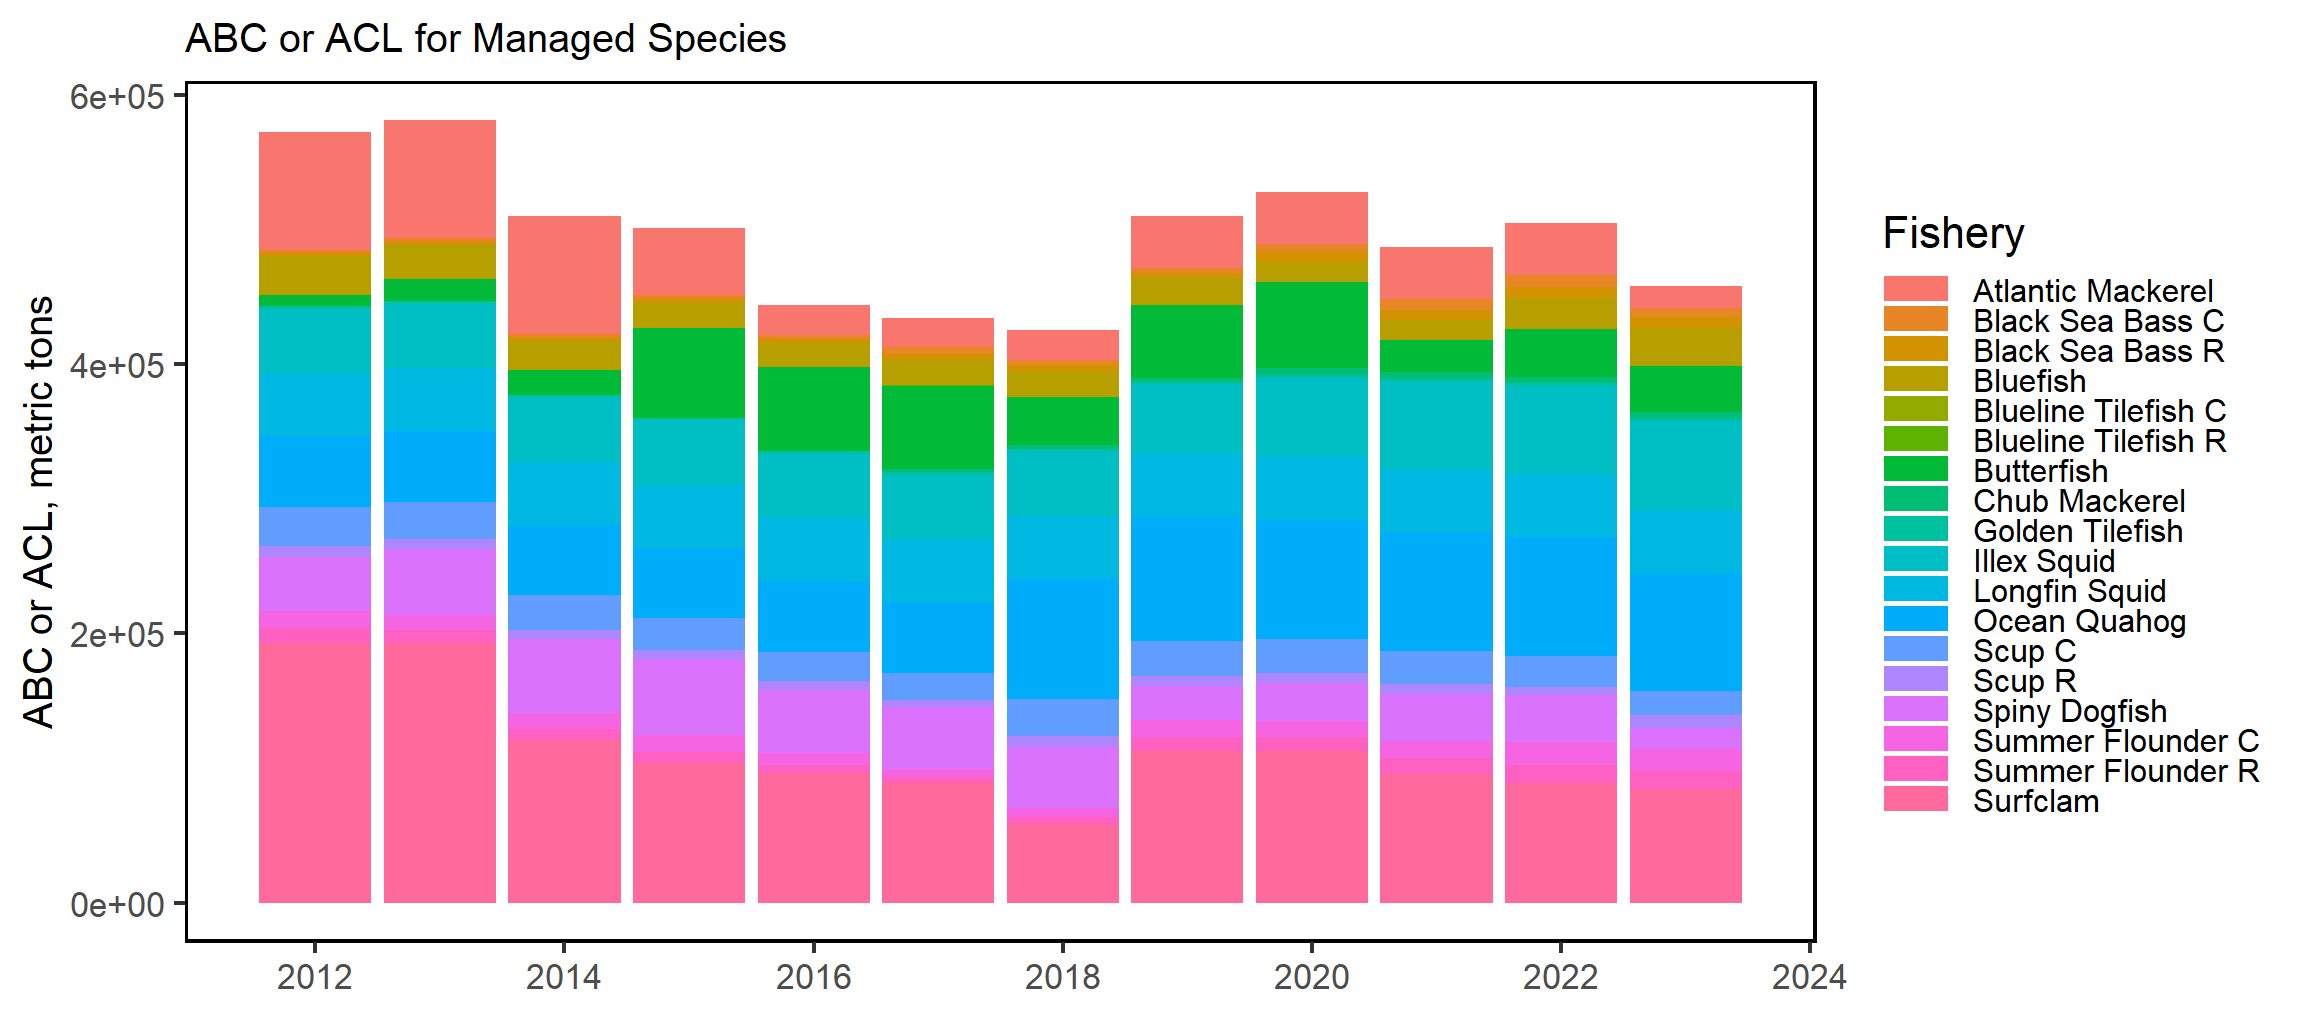 ABC or ACL for Managed Species
ABC or ACL, metric tons
6e+05
4e+05
2e+05
0e+00
2012
2014
2016
2018
2020
2022
2024
Fishery
Atlantic Mackerel
Black Sea Bass C
Black Sea Bass R
Bluefish
Blueline Tilefish C
Blueline Tilefish R
Butterfish
Chub Mackerel
Golden Tilefish
Illex Squid
Longfin Squid
Ocean Quahog
Scup C
Scup R
Spiny Dogfish
Summer Flounder C
Summer Flounder R
Surfclam